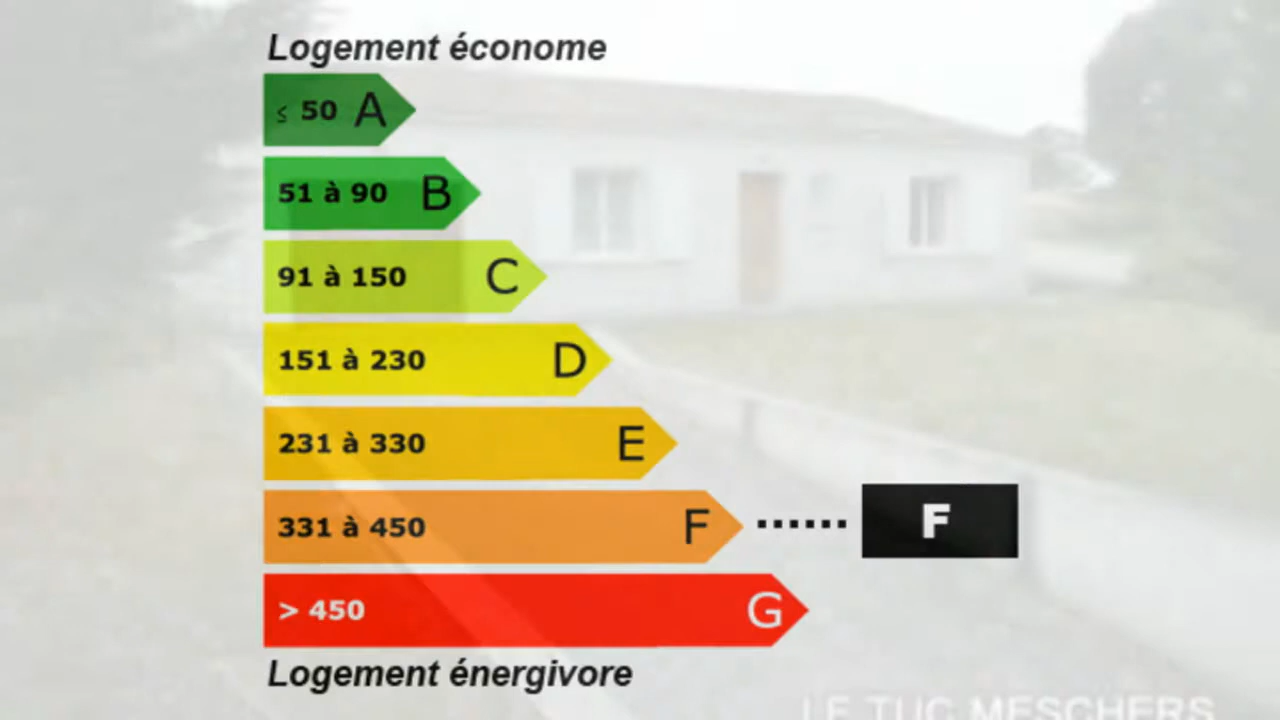 Logement économe
≤ 50 A
51 à 90 B
91 à 150 C
151 à 230 D
231 à 330 E
331 à 450 F
F
> 450 G
Logement énergivore
LE TUC MESCHERS